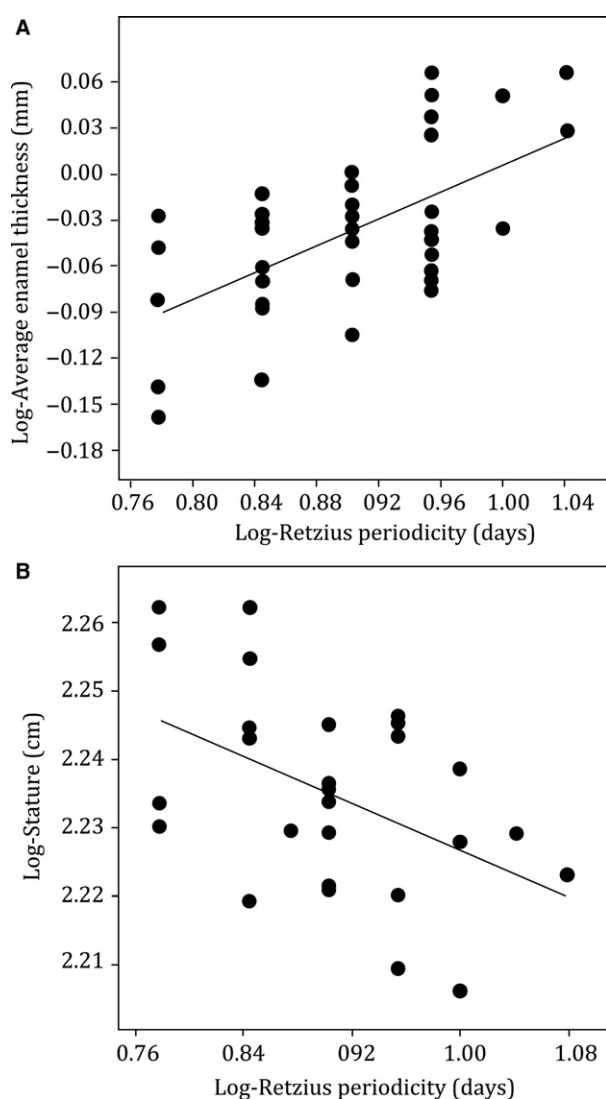 A
Log-Average enamel thickness (mm)
0.06
0.03
0.00
−0.03
−0.06
−0.09
−0.12
−0.15
−0.18
0.76 0.80 0.84 0.88 092 0.96 1.00 1.04
Log-Retzius periodicity (days)
B
Log-Stature (cm)
2.26
2.25
2.24
2.23
2.22
2.21
0.76 0.84 092 1.00 1.08
Log-Retzius periodicity (days)